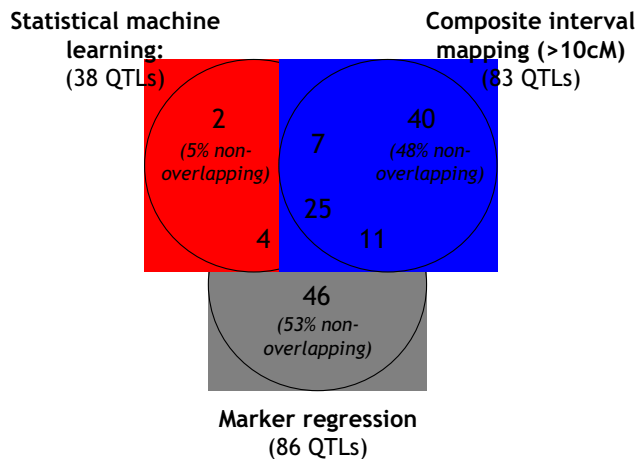 Statistical machine
learning:
(38 QTLs)
Composite interval
mapping (>10cM)
(83 QTLs)
2
(5% non-
overlapping)
7
40
(48% non-
overlapping)
25
4
11
46
(53% non-
overlapping)
Marker regression
(86 QTLs)